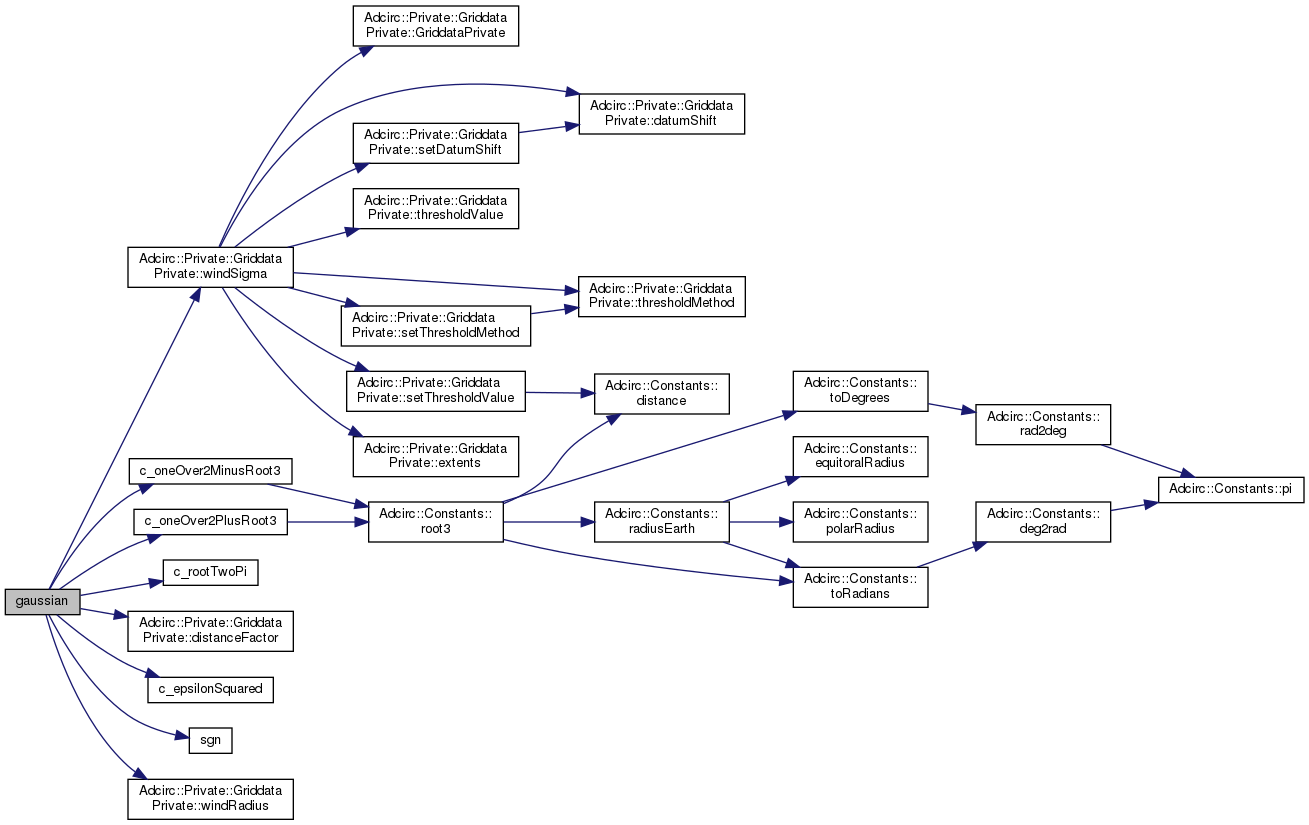 Adcirc::Private::Griddata
Private::GriddataPrivate
Adcirc::Private::Griddata
Private::datumShift
Adcirc::Private::Griddata
Private::setDatumShift
Adcirc::Private::Griddata
Private::thresholdValue
Adcirc::Private::Griddata
Private::windSigma
Adcirc::Private::Griddata
Private::thresholdMethod
Adcirc::Private::Griddata
Private::setThresholdMethod
Adcirc::Private::Griddata
Private::setThresholdValue
Adcirc::Constants::
distance
Adcirc::Constants::
toDegrees
Adcirc::Constants::
rad2deg
Adcirc::Private::Griddata
Private::extents
Adcirc::Constants::
equitoralRadius
c_oneOver2MinusRoot3
Adcirc::Constants::pi
c_oneOver2PlusRoot3
Adcirc::Constants::
root3
Adcirc::Constants::
radiusEarth
Adcirc::Constants::
polarRadius
Adcirc::Constants::
deg2rad
c_rootTwoPi
Adcirc::Constants::
toRadians
gaussian
Adcirc::Private::Griddata
Private::distanceFactor
c_epsilonSquared
sgn
Adcirc::Private::Griddata
Private::windRadius